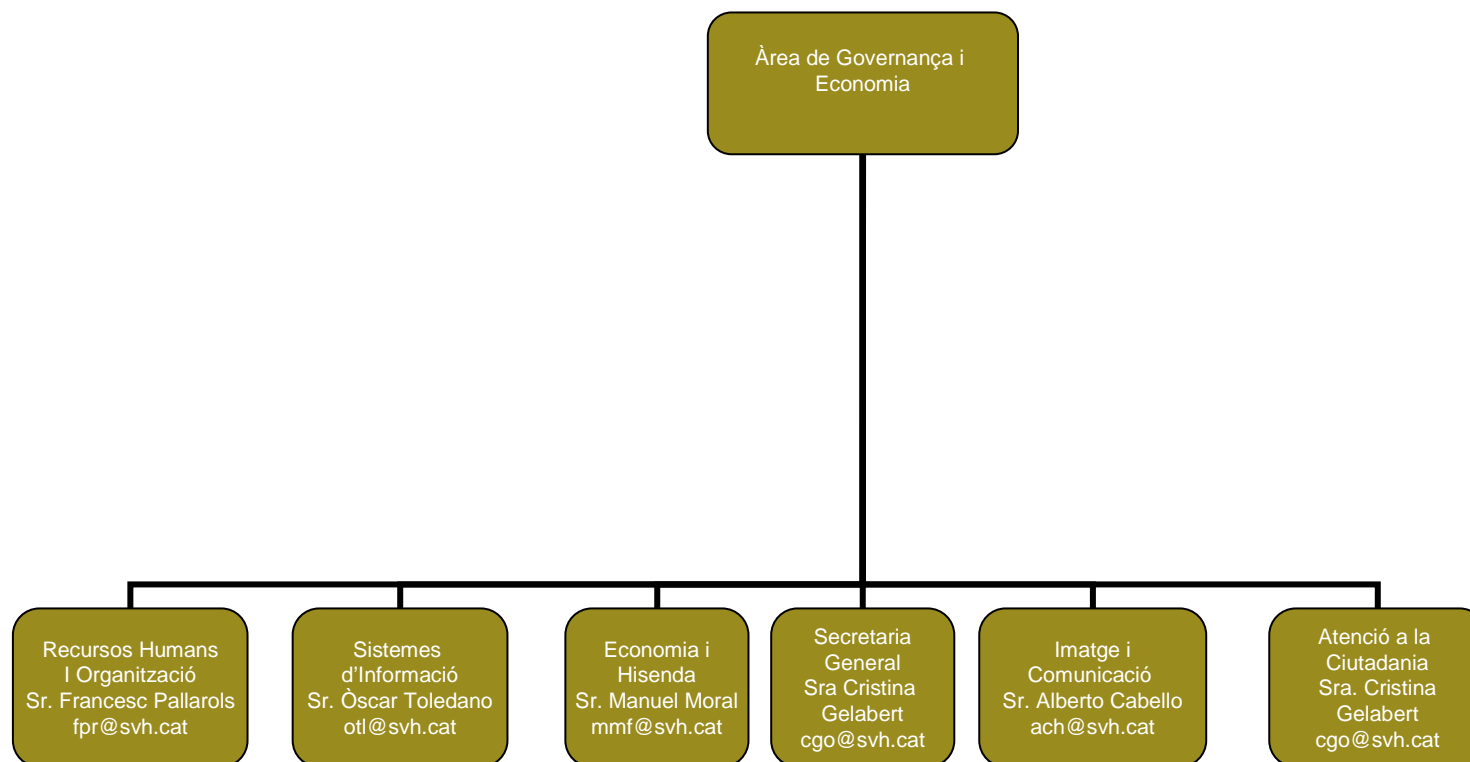 Àrea de Governança i
Economia
Recursos Humans
I Organització
Sr. Francesc Pallarols
fpr@svh.cat
Sistemes
d’Informació
Sr. Òscar Toledano
otl@svh.cat
Economia i
Hisenda
Sr. Manuel Moral
mmf@svh.cat
Secretaria
General
Sra Cristina
Gelabert
cgo@svh.cat
Imatge i
Comunicació
Sr. Alberto Cabello
ach@svh.cat
Atenció a la
Ciutadania
Sra. Cristina
Gelabert
cgo@svh.cat